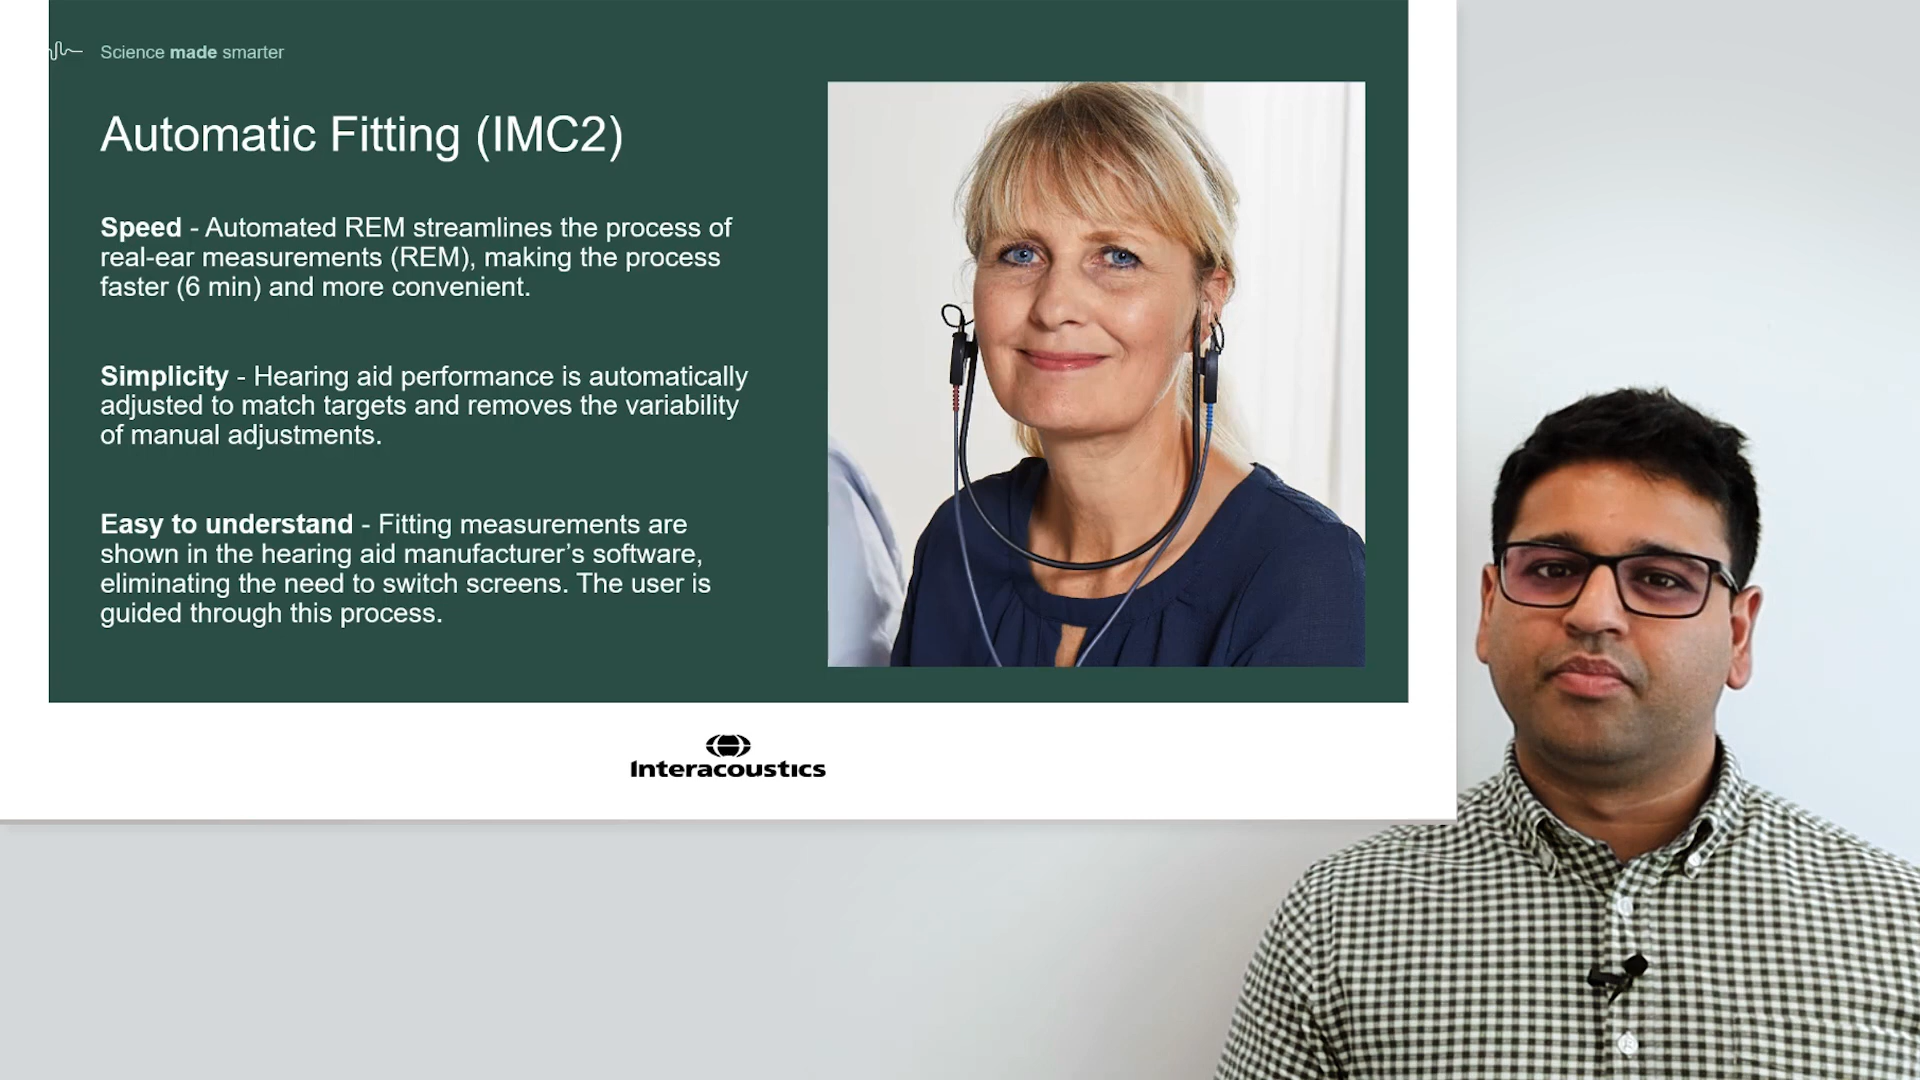 Science made smarter
Automatic Fitting (IMC2)
Speed - Automated REM streamlines the process of
real-ear measurements (REM), making the process
faster (6 min) and more convenient.
Simplicity - Hearing aid performance is automatically
adjusted to match targets and removes the variability
of manual adjustments.
Easy to understand - Fitting measurements are
shown in the hearing aid manufacturer’s software,
eliminating the need to switch screens. The user is
guided through this process.
Interacoustics